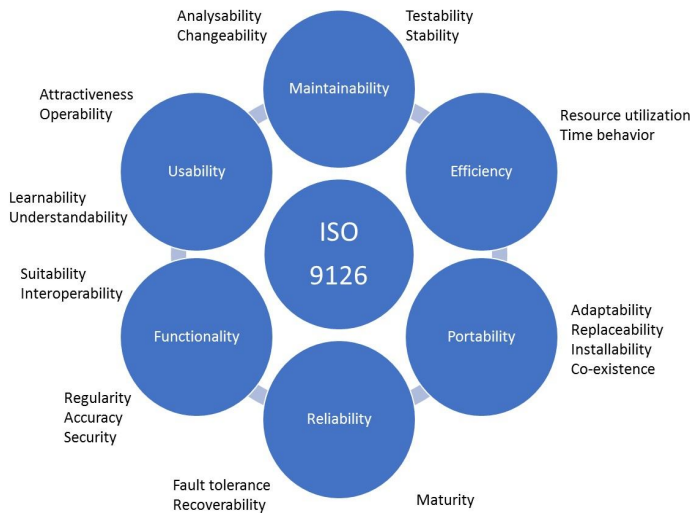 Analysability
Changeability
Testability
Stability
Maintainability
Attractiveness
Operability
Resource utilization
Time behavior
Usability
Efficiency
Learnability
Understandability
ISO
9126
Suitability
Interoperability
Functionality
Portability
Adaptability
Replaceability
Installability
Co-existence
Regularity
Accuracy
Security
Reliability
Fault tolerance
Recoverability
Maturity